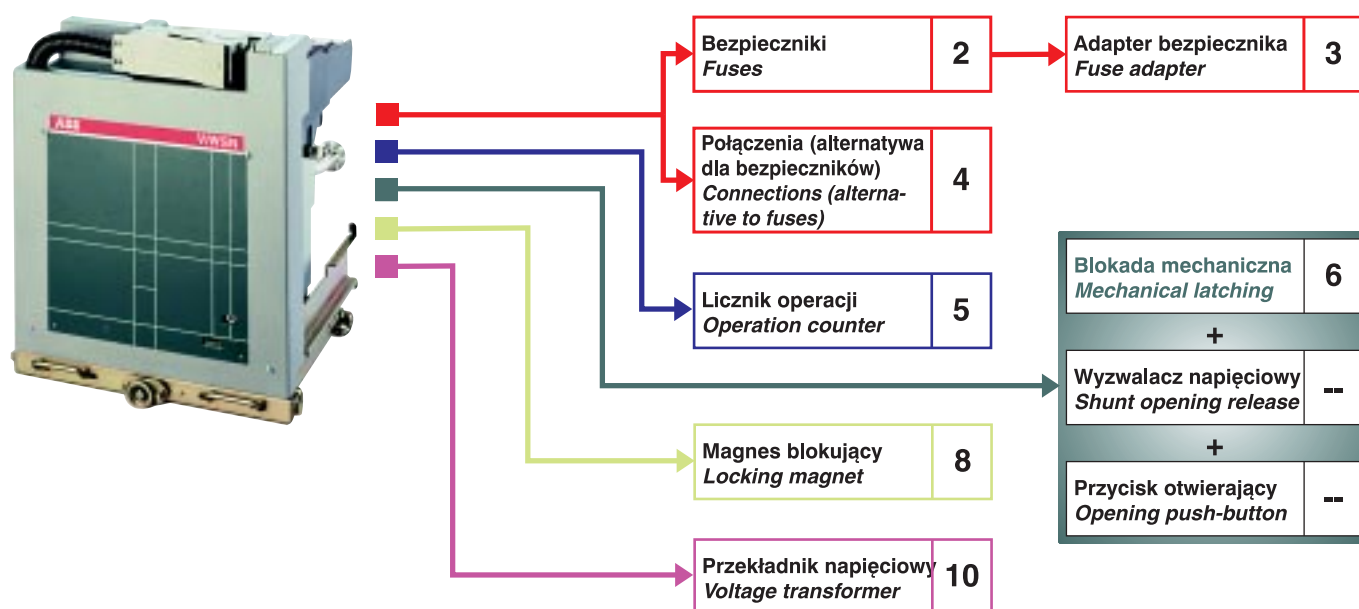 ABB
Bezpieczniki
Fuses
2
Adapter bezpiecznika
Fuse adapter
3
Połączenia (alternatywa
dla bezpieczników)
Connections (alterna-
tive to fuses)
4
Licznik operacji
Operation counter
5
Blokada mechaniczna
Mechanical latching
6
+
Wyzwalacz napięciowy
Shunt opening release
--
+
Przycisk otwierający
Opening push-button
--
Magnes blokujący
Locking magnet
8
Przekładnik napięciowy
Voltage transformer
10